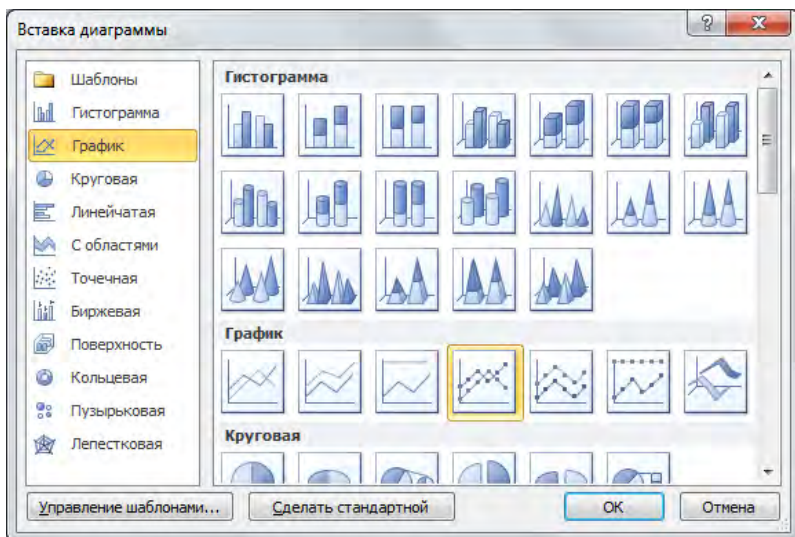 Вставка диаграммы
Шаблоны
Гистограмма
График
Круговая
Линейчатая
С областями
Точечная
Биржевая
Поверхность
Кольцевая
Пузырьковая
Лепестковая
Гистограмма
График
Круговая
Управление шаблонами...
Сделать стандартной
ОК
Отмена